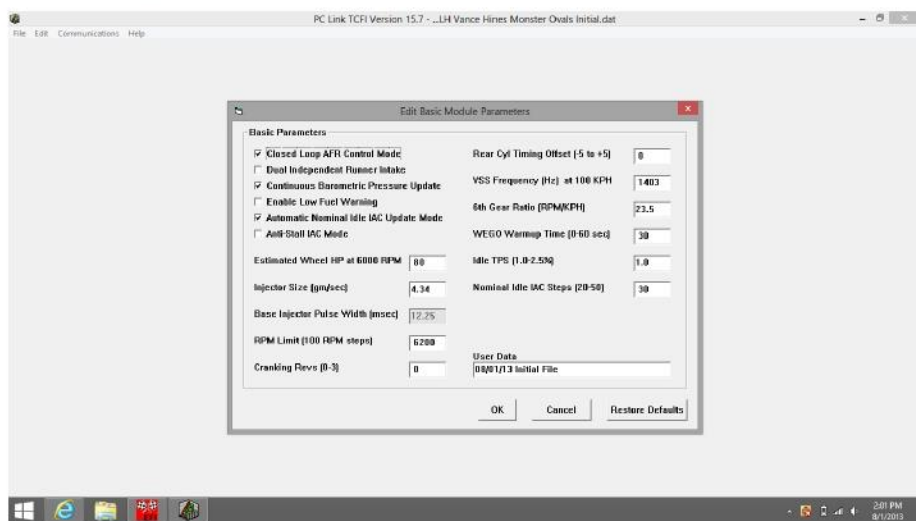 PC Link TCFI Version 15.7 - ...LH Vance Hines Monster Ovals Initial.dat
File Edit Communications Help
Edit Basic Module Parameters
Basic Parameters
Closed Loop AFR Control Mode
Dual Independent Runner Intake
Continuous Barometric Pressure Update
Enable Low Fuel Warning
Automatic Nominal Idle IAC Update Mode
Anti-Stall IAC Mode
Estimated Wheel HP at 6000 RPM 80
Injector Size (gm/sec) 4.34
Base Injector Pulse Width (msec) 12.25
RPM Limit (100 RPM steps) 6200
Cranking Revs (0-3) 0
Rear Cyl Timing Offset (-5 to +5) 0
VSS Frequency (Hz) at 100 KPH 1403
6th Gear Ratio (RPM/KPH) 23.5
WEGO Warmup Time (0-60 sec) 30
Idle TPS (1.0-2.5%) 1.0
Nominal Idle IAC Steps (20-50) 30
User Data
08/01/13 Initial File
OK Cancel Restore Defaults
2:01 PM
8/1/2013